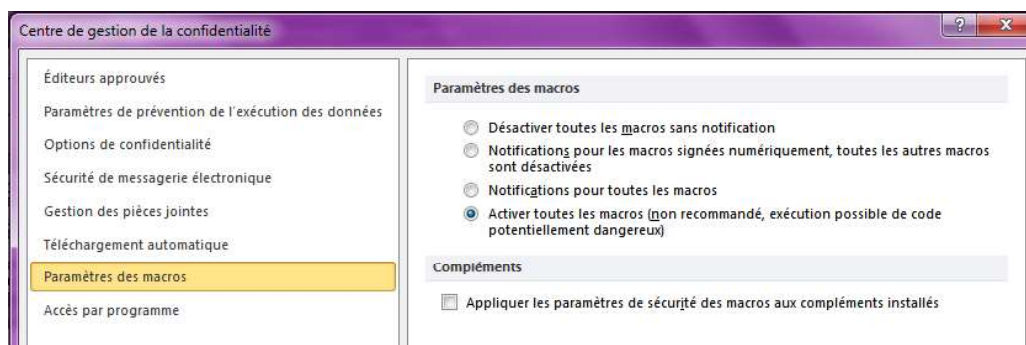 Centre de gestion de la confidentialité
Éditeurs approuvés
Paramètres de prévention de l'exécution des données
Options de confidentialité
Sécurité de messagerie électronique
Gestion des pièces jointes
Téléchargement automatique
Paramètres des macros
Accès par programme
Paramètres des macros
Désactiver toutes les macros sans notification
Notifications pour les macros signées numériquement, toutes les autres macros
sont désactivées
Notifications pour toutes les macros
Activer toutes les macros (non recommandé, exécution possible de code
potentiellement dangereux)
Compléments
Appliquer les paramètres de sécurité des macros aux compléments installés